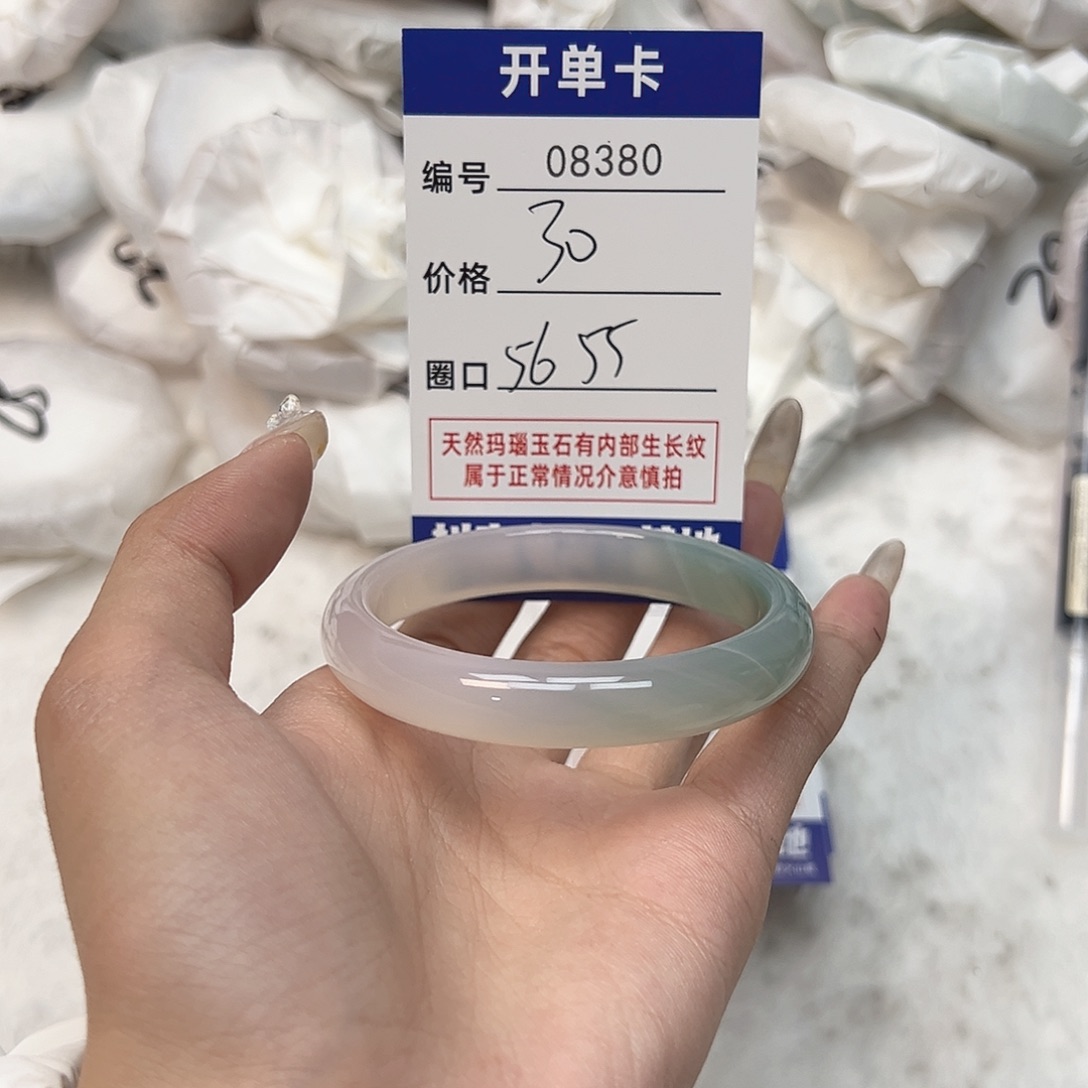 开单卡
编号 08380
价格 30
圈口 56 55
天然玛瑙玉石有内部生长纹
属于正常情况介意慎拍
地